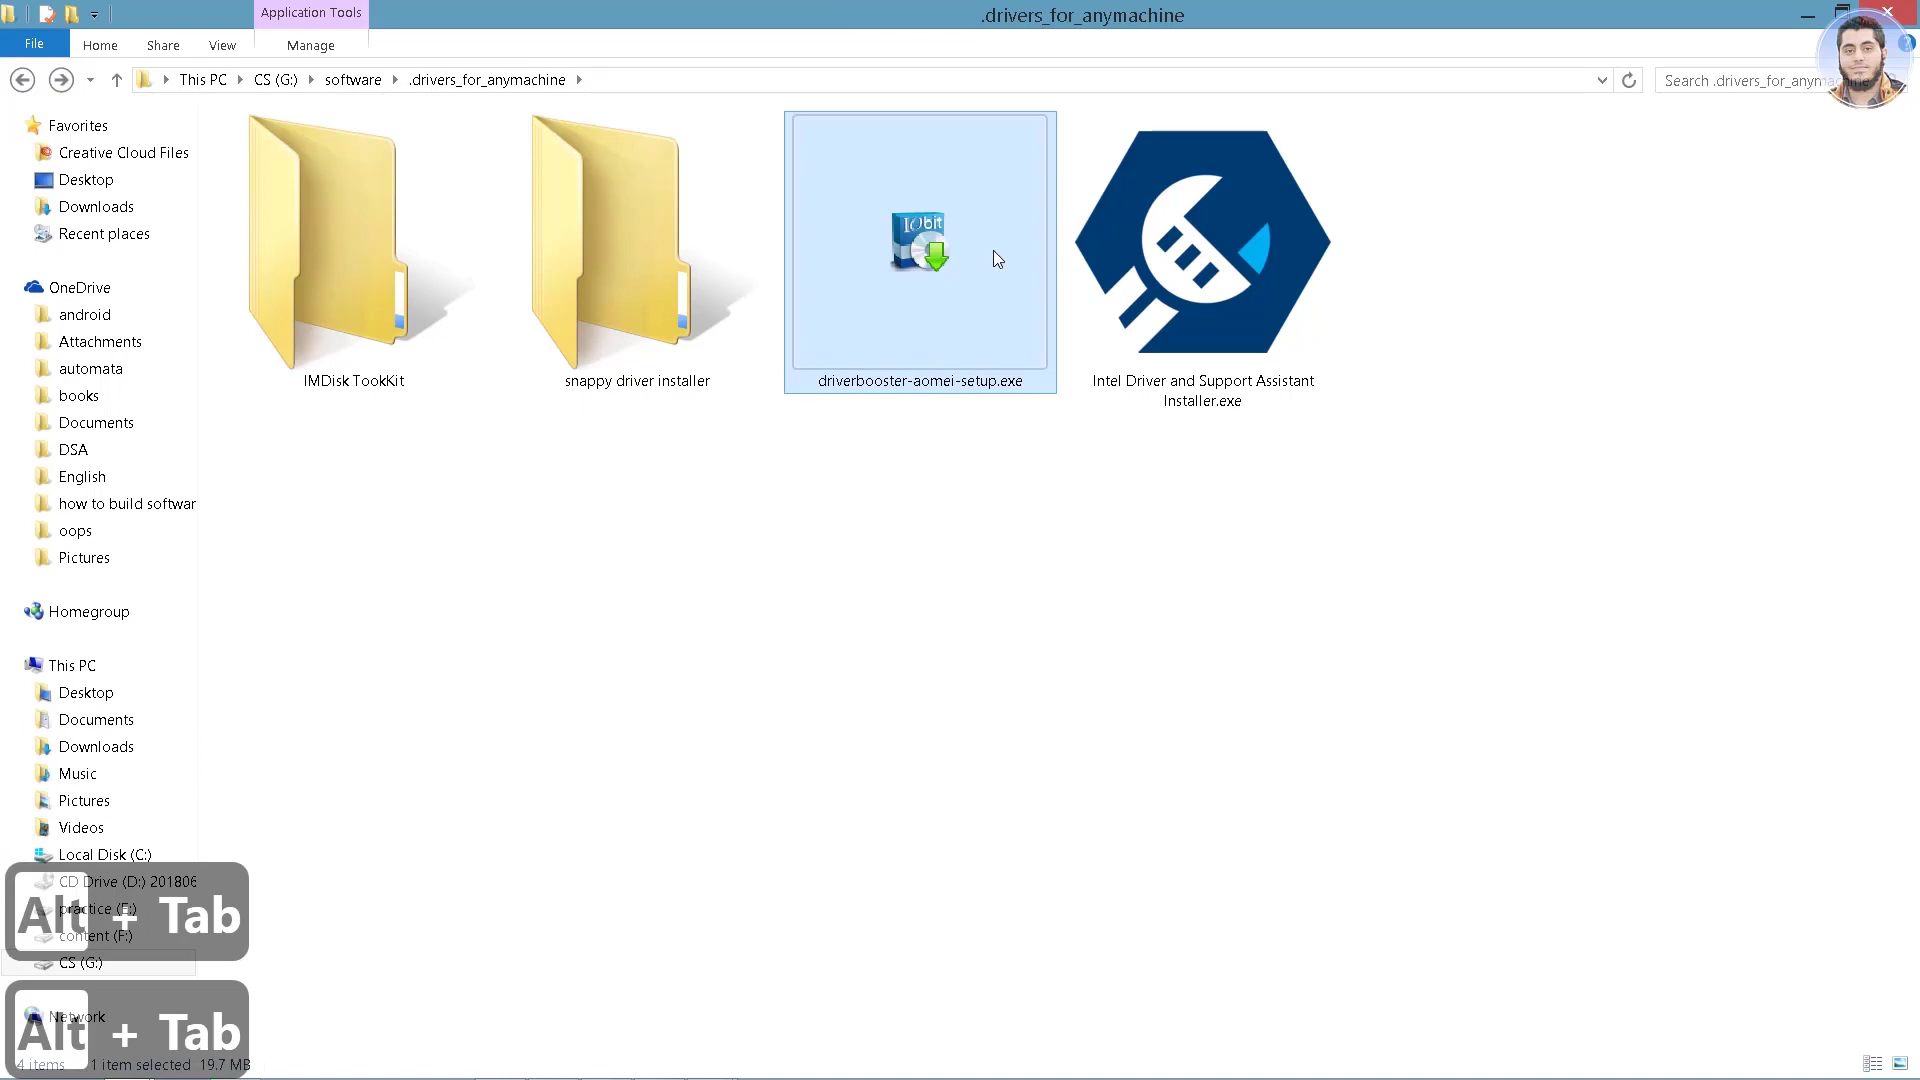 Application Tools
.drivers_for_anymachine
File
Home
Share
View
Manage
This PC
CS (G:)
software
.drivers_for_anymachine
Search .drivers_for_anymachine
Favorites
Creative Cloud Files
Desktop
Downloads
Recent places
OneDrive
android
Attachments
automata
books
Documents
DSA
English
how to build softwar
oops
Pictures
Homegroup
This PC
Desktop
Documents
Downloads
Music
Pictures
Videos
Local Disk (C:)
CD Drive (D:) 201806
practice (E:)
content (F:)
CS (G:)
Network
IMDisk TookKit
snappy driver installer
IObit
driverbooster-aomei-setup.exe
Intel Driver and Support Assistant
Installer.exe
Alt + Tab
Alt + Tab
4 items
1 item selected 19.7 MB